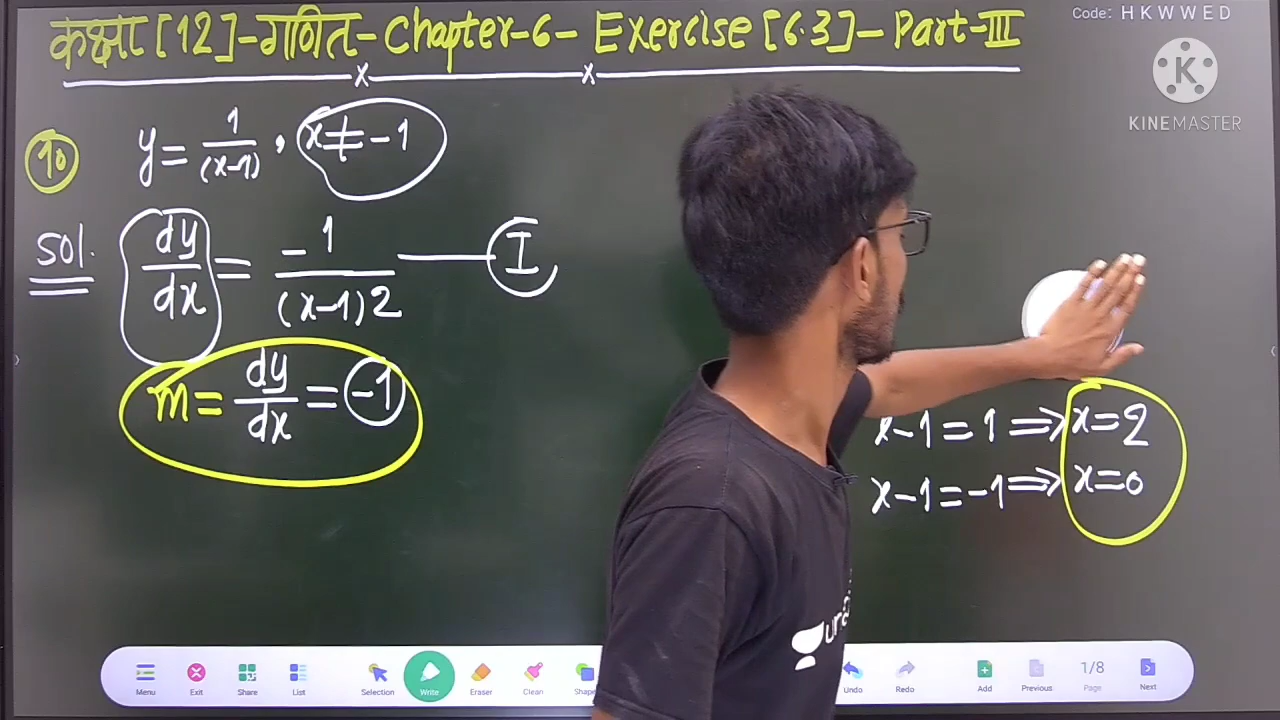 Code: HKWWED
कक्षा [12]-गणित- Chapter-6- Exercise [6.3]- Part-III
KINEMASTER
10 y = 1/(x-1), x ≠ -1
Sol. dy/dx = -1/(x-1)2 — I
m = dy/dx = -1
x-1=1 ⇒ x=2
x-1=-1 ⇒ x=0
Menu Exit Share List Selection Write Eraser Clean Undo Redo Add Previous 1/8 Page Next